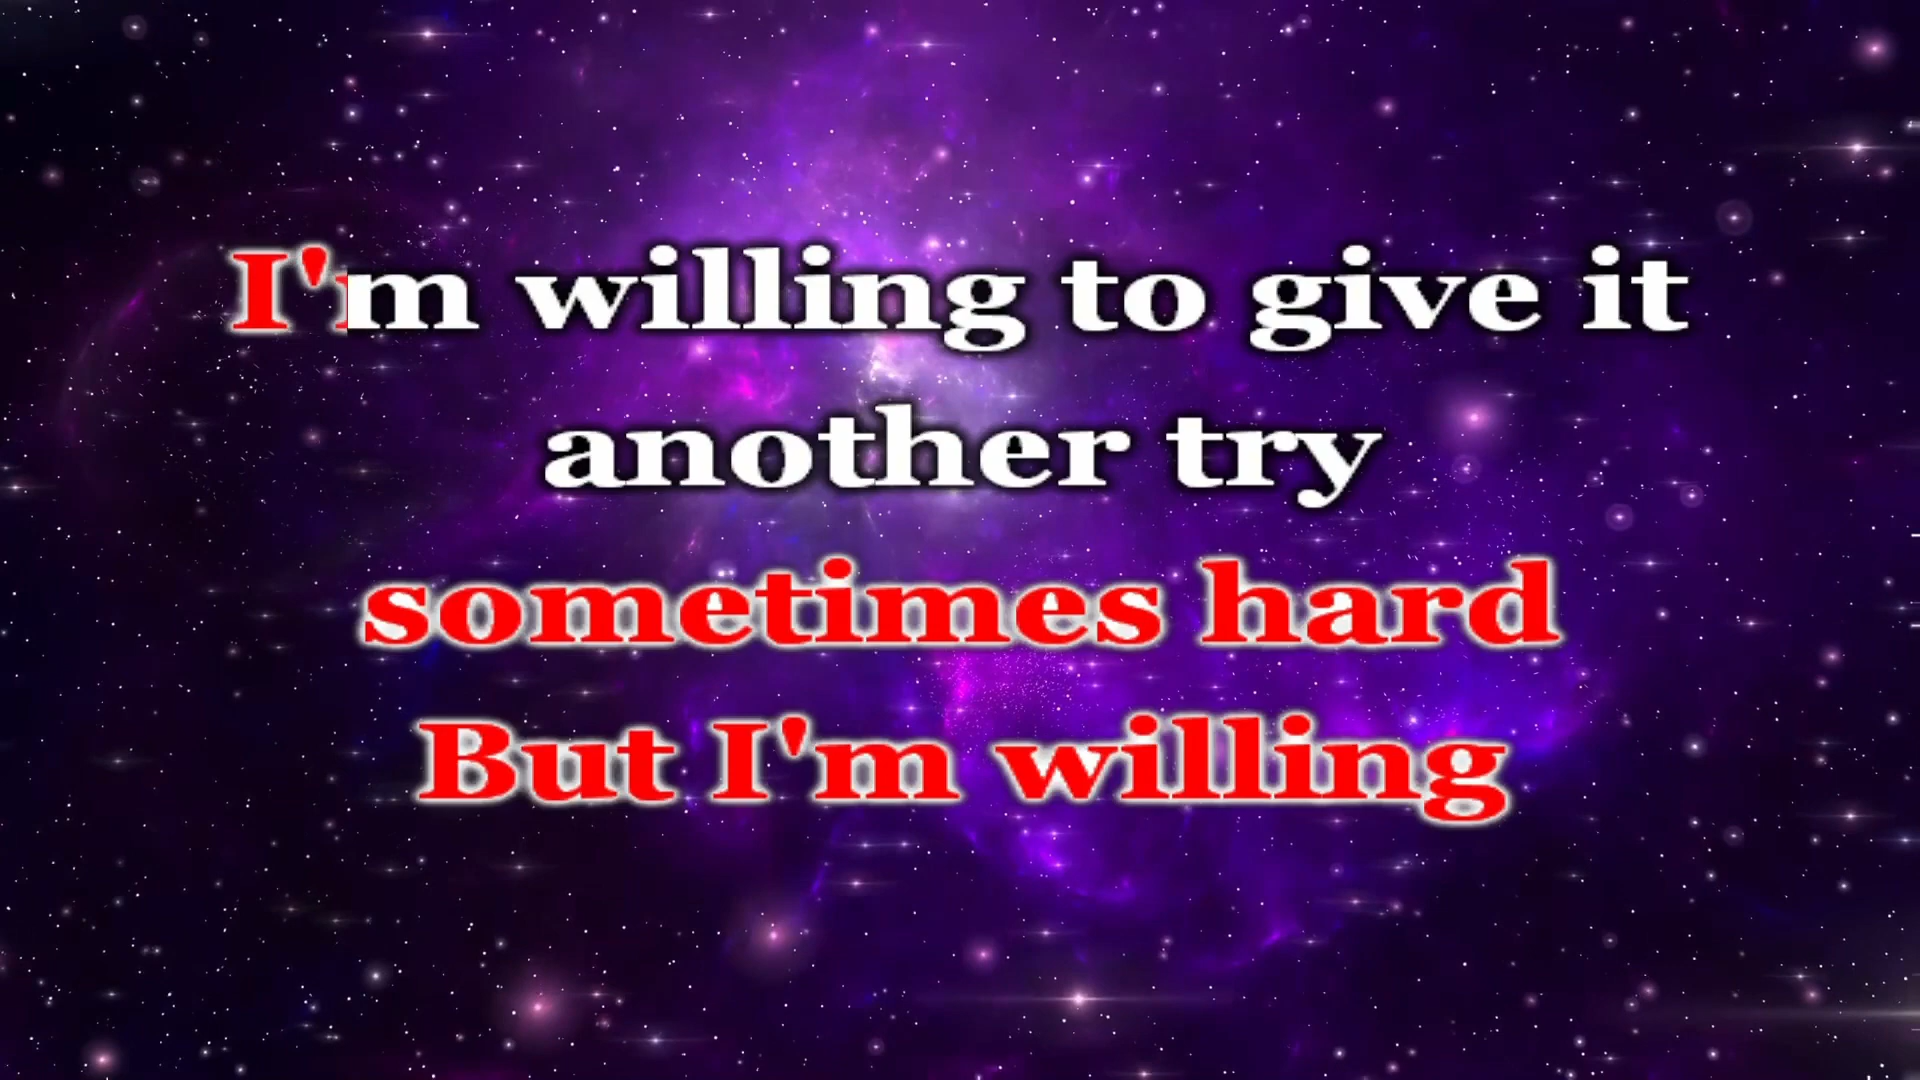 I'm willing to give it
another try
sometimes hard
But I'm willing